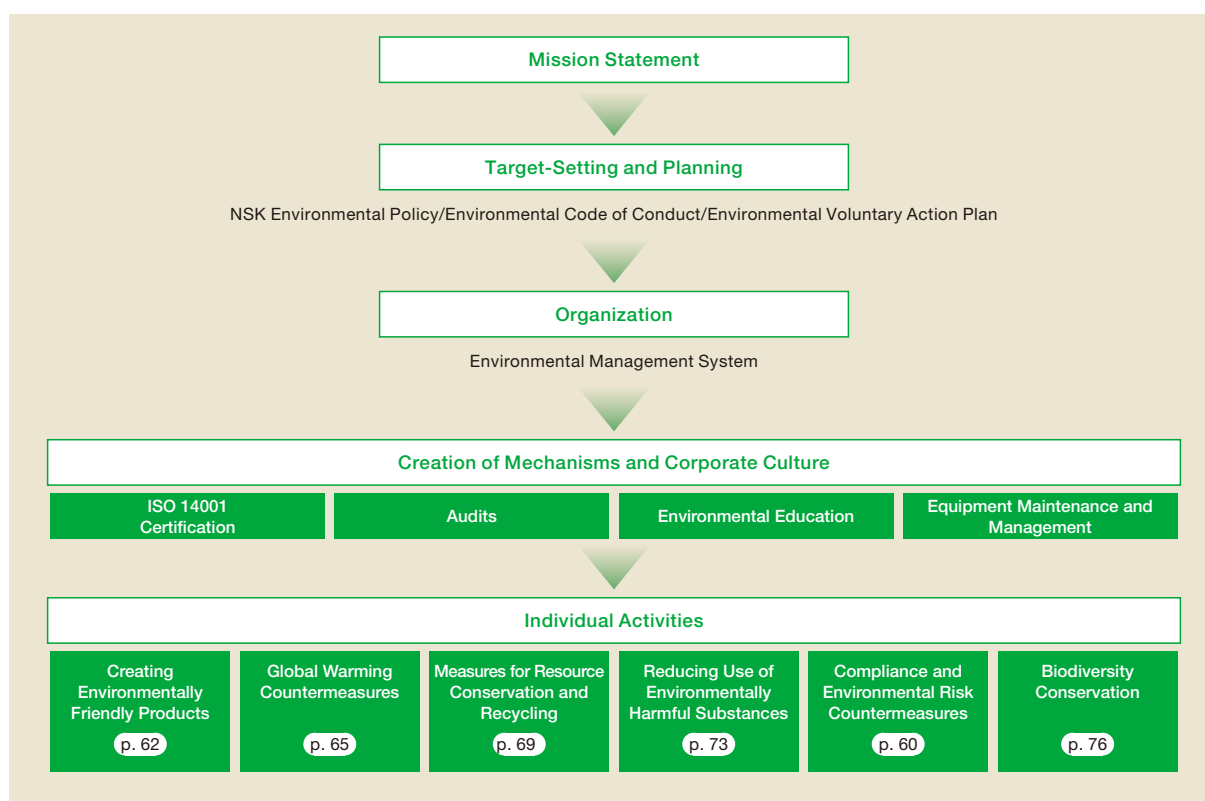 Mission Statement
Target-Setting and Planning
NSK Environmental Policy/Environmental Code of Conduct/Environmental Voluntary Action Plan
Organization
Environmental Management System
Creation of Mechanisms and Corporate Culture
ISO 14001
Certification
Audits
Environmental Education
Equipment Maintenance and
Management
Individual Activities
Creating
Environmentally
Friendly Products
p. 62
Global Warming
Countermeasures
p. 65
Measures for Resource
Conservation and
Recycling
p. 69
Reducing Use of
Environmentally
Harmful Substances
p. 73
Compliance and
Environmental Risk
Countermeasures
p. 60
Biodiversity
Conservation
p. 76